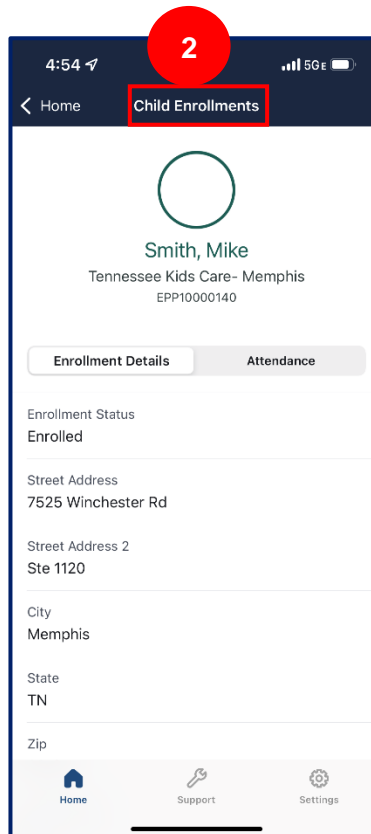 2
4:54
5GE
Home
Child Enrollments
Smith, Mike
Tennessee Kids Care- Memphis
EPP10000140
Enrollment Details
Attendance
Enrollment Status
Enrolled
Street Address
7525 Winchester Rd
Street Address 2
Ste 1120
City
Memphis
State
TN
Zip
Home
Support
Settings